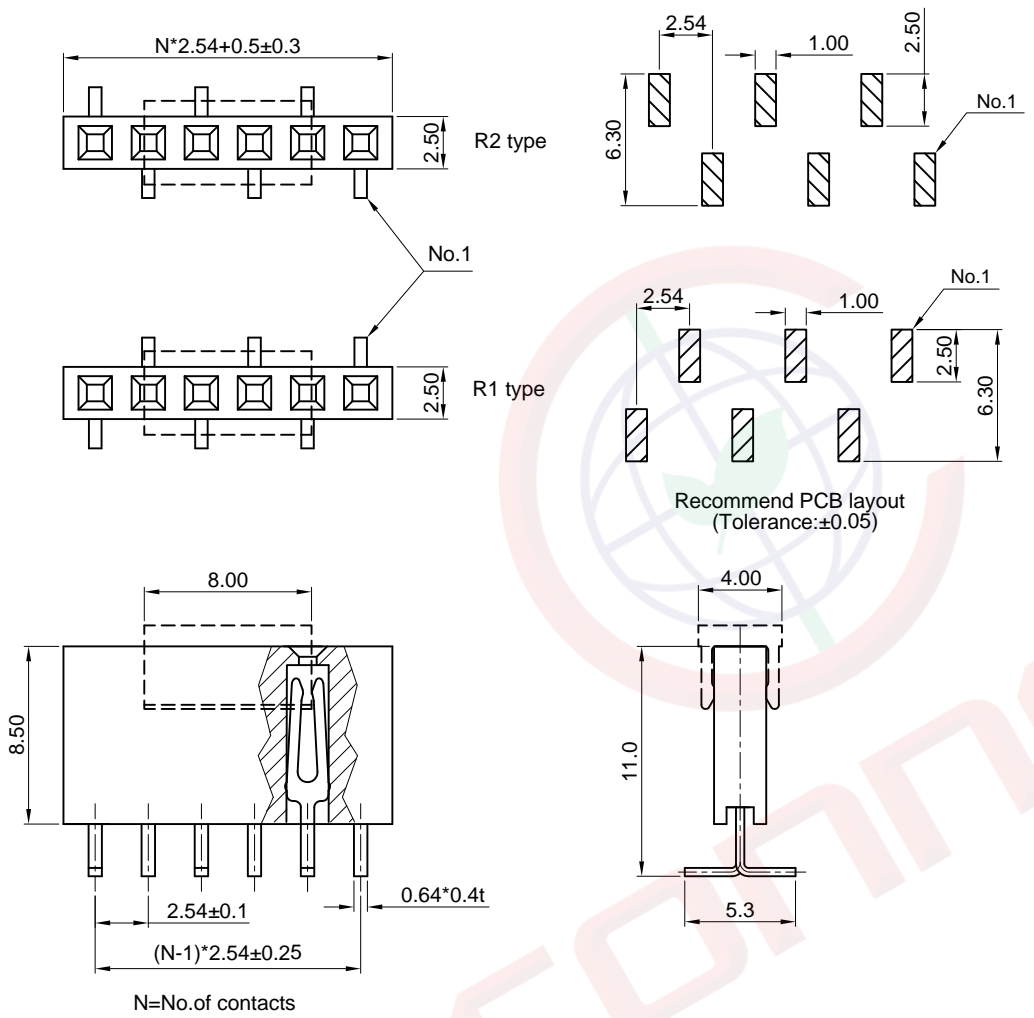 N*2.54+0.5±0.3
2.50
R2 type
No.1
2.50
R1 type
2.54
1.00
2.50
6.30
No.1
2.54
1.00
No.1
2.50
6.30
Recommend PCB layout
(Tolerance:±0.05)
8.00
8.50
2.54±0.1
0.64*0.4t
(N-1)*2.54±0.25
N=No.of contacts
4.00
11.0
5.3